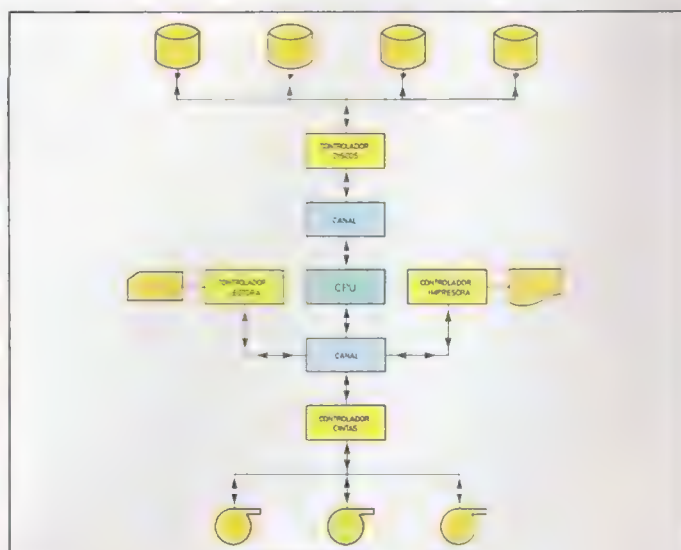 CONTROLADOR
DISCOS
CANAL
CONTROLADOR
LECTORA
CPU
CONTROLADOR
IMPRESORA
CANAL
CONTROLADOR
CINTAS